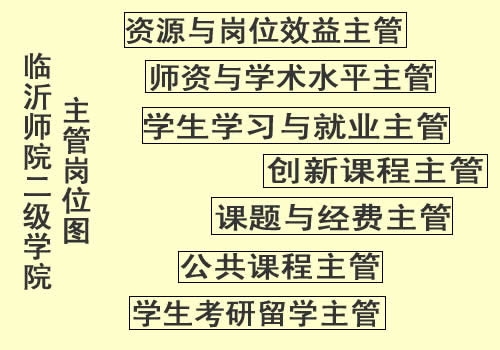 临沂师院二级学院
主管岗位图
资源与岗位效益主管
师资与学术水平主管
学生学习与就业主管
创新课程主管
课题与经费主管
公共课程主管
学生考研留学主管